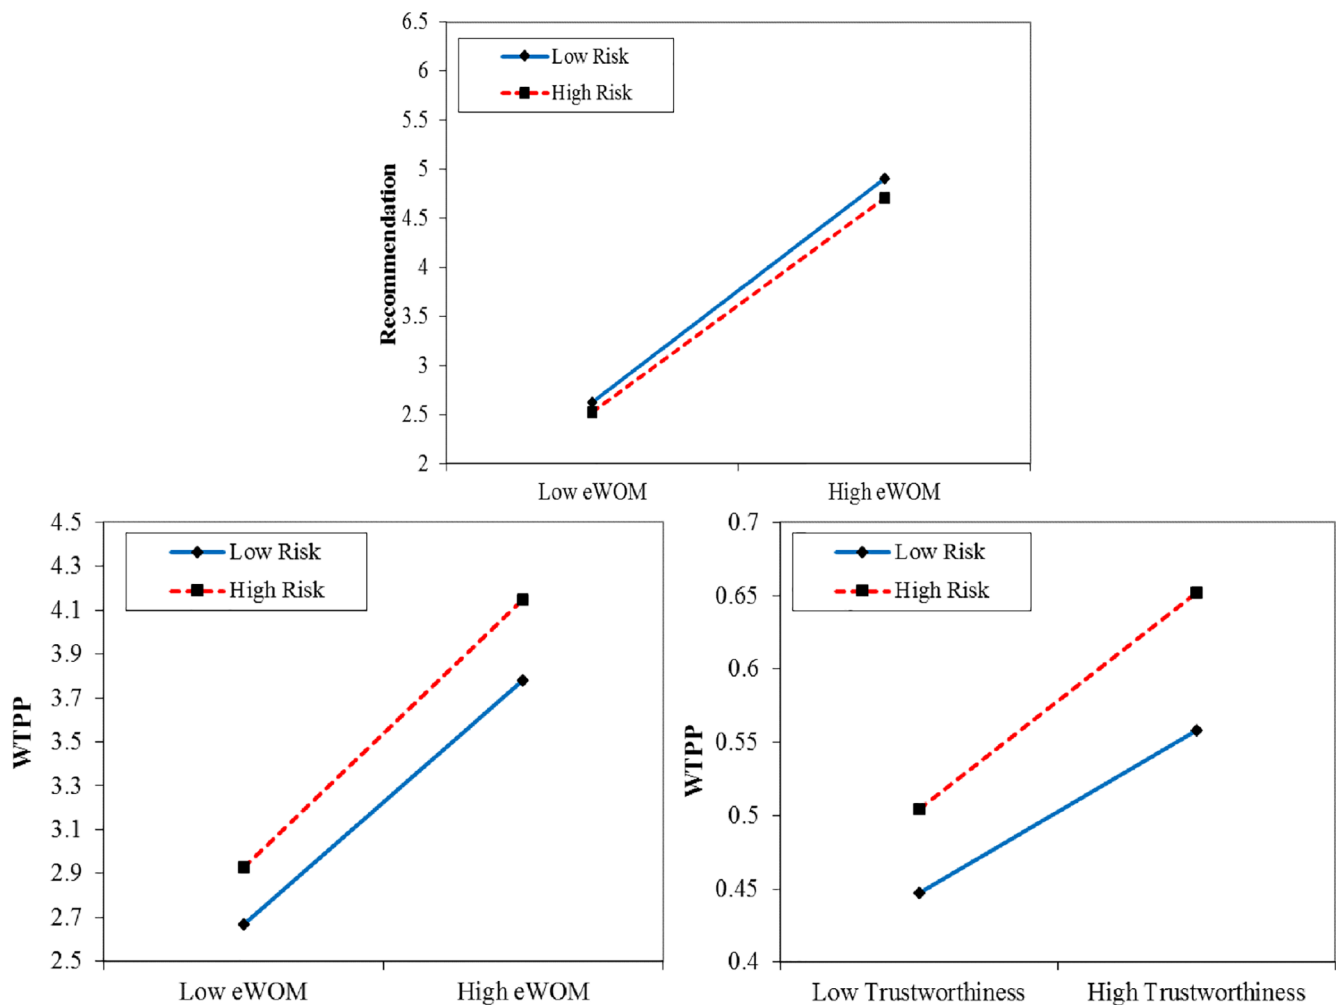 6.5
Low Risk
High Risk
6
5.5
5
4.5
4
3.5
3
2.5
2
Recommendation
Low eWOM
High eWOM
4.5
Low Risk
High Risk
4.3
4.1
3.9
3.7
3.5
3.3
3.1
2.9
2.7
2.5
WTPP
Low eWOM
High eWOM
0.7
Low Risk
High Risk
0.65
0.6
0.55
0.5
0.45
0.4
WTPP
Low Trustworthiness
High Trustworthiness